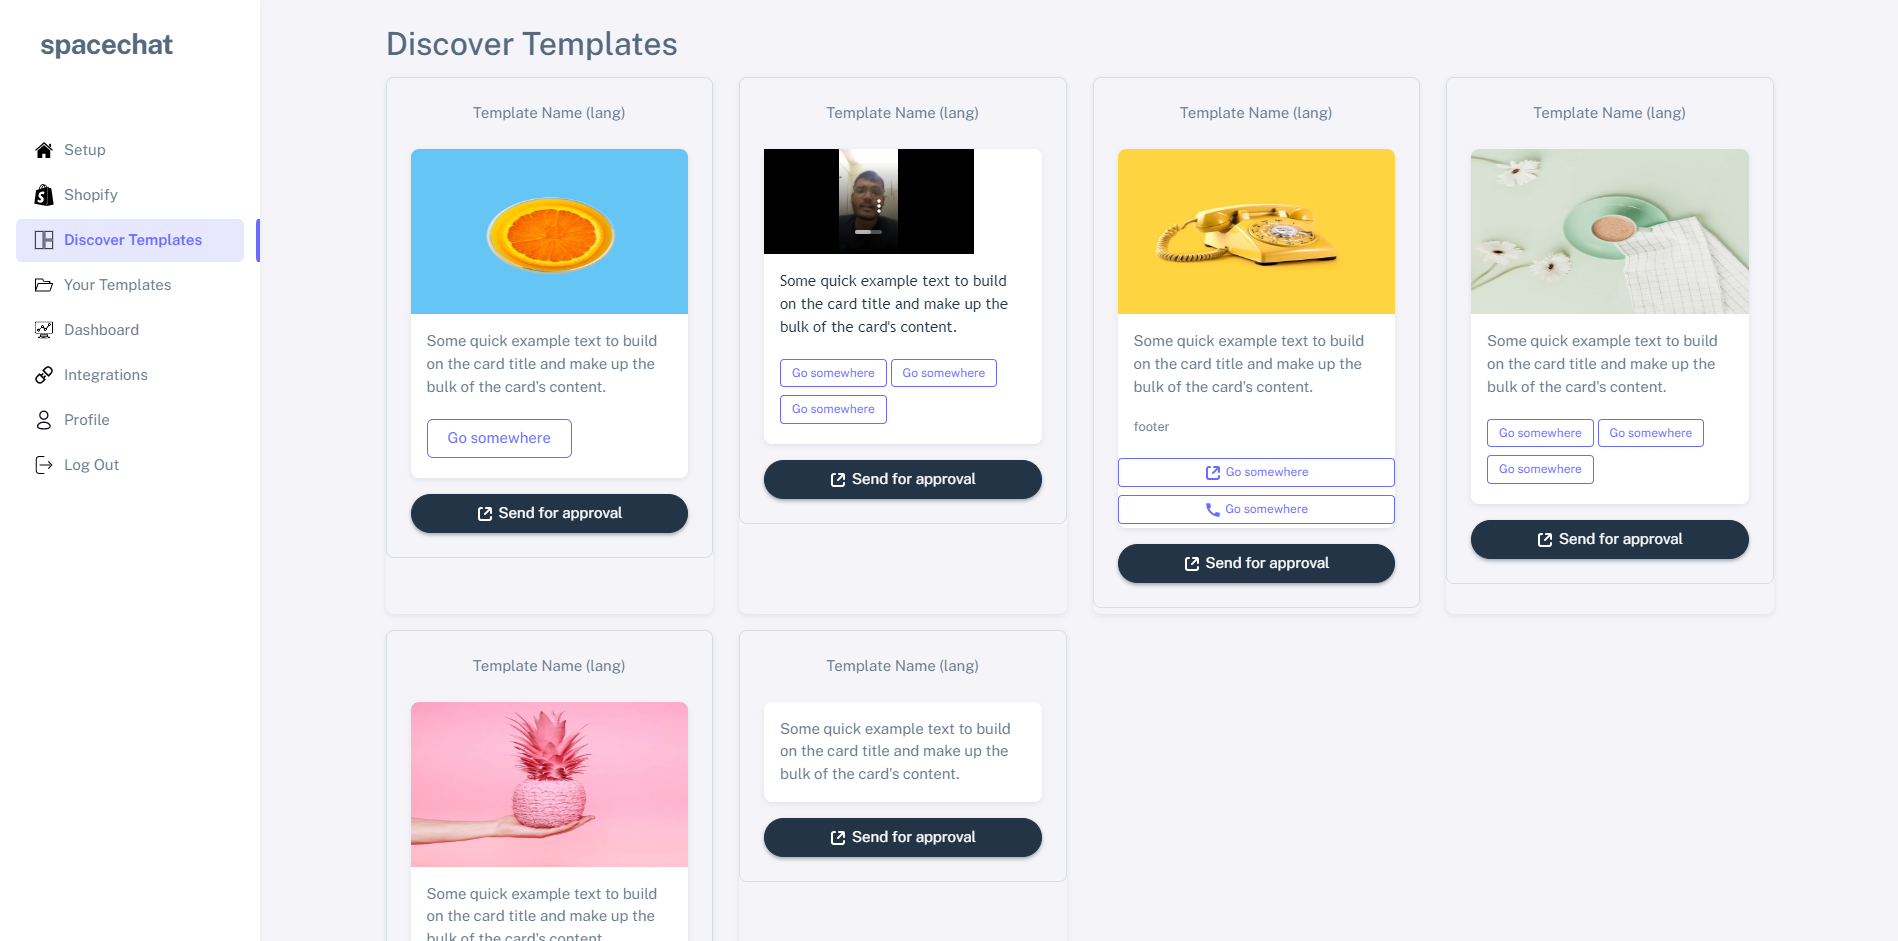 spacechat
Setup
Shopify
Discover Templates
Your Templates
Dashboard
Integrations
Profile
Log Out
Discover Templates
Template Name (lang)
Some quick example text to build
on the card title and make up the
bulk of the card's content.
Go somewhere
Send for approval
Template Name (lang)
Some quick example text to build
on the card title and make up the
bulk of the card's content.
Go somewhere Go somewhere
Go somewhere
Send for approval
Template Name (lang)
Some quick example text to build
on the card title and make up the
bulk of the card's content.
footer
Go somewhere
Go somewhere
Send for approval
Template Name (lang)
Some quick example text to build
on the card title and make up the
bulk of the card's content.
Go somewhere Go somewhere
Go somewhere
Send for approval
Template Name (lang)
Some quick example text to build
on the card title and make up the
bulk of the card's content.
Template Name (lang)
Some quick example text to build
on the card title and make up the
bulk of the card's content.
Send for approval